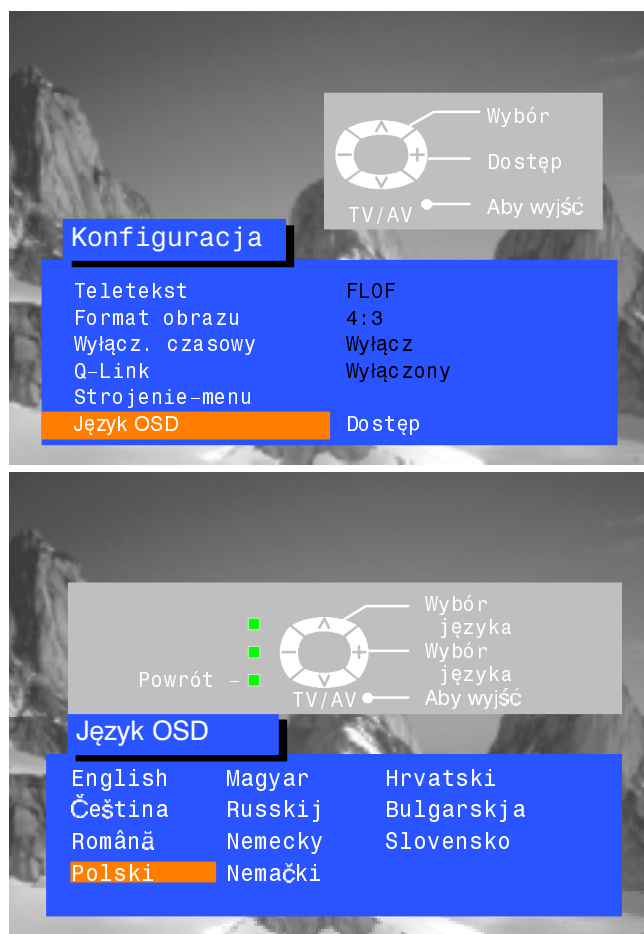 Wybór
Dostęp
TV/AV Aby wyjść
Konfiguracja
Teletekst FLOF
Format obrazu 4:3
Wyłącz. czasowy Wyłącz
Q-Link Wyłączony
Strojenie-menu
Język OSD Dostęp
Wybór
języka
Wybór
języka
Powrót -
TV/AV Aby wyjść
Język OSD
English Magyar Hrvatski
Čeština Russkij Bulgarskja
Română Nemecky Slovensko
Polski Nemački